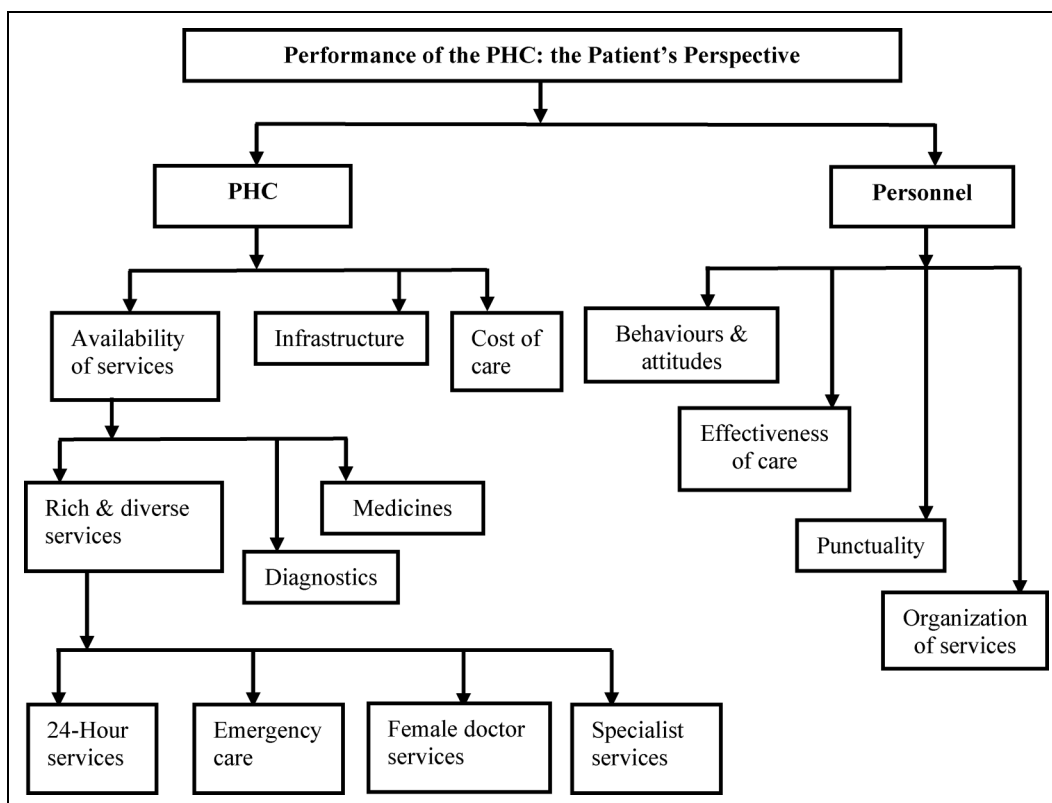 Performance of the PHC: the Patient’s Perspective
PHC
Personnel
Availability
of services
Infrastructure
Cost of
care
Behaviours &
attitudes
Effectiveness
of care
Rich & diverse
services
Medicines
Diagnostics
Punctuality
Organization
of services
24-Hour
services
Emergency
care
Female doctor
services
Specialist
services